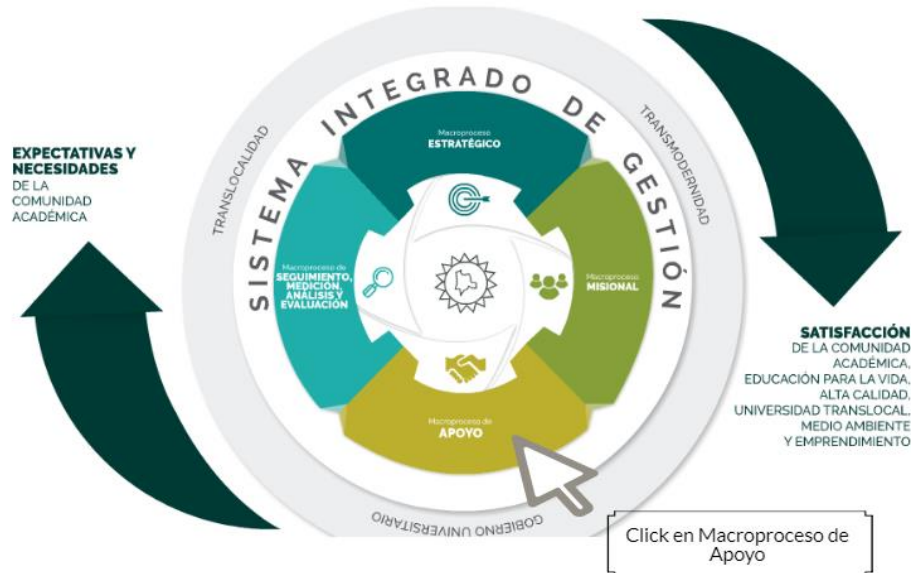 SISTEMA INTEGRADO DE GESTIÓN
TRANSLOCALIDAD
TRANSMODERNIDAD
GOBIERNO UNIVERSITARIO
EXPECTATIVAS Y
NECESIDADES
DE LA
COMUNIDAD
ACADÉMICA
Macroproceso
ESTRATÉGICO
Macroproceso de
SEGUIMIENTO,
MEDICIÓN,
ANÁLISIS Y
EVALUACIÓN
Macroproceso
MISIONAL
Macroproceso de
APOYO
SATISFACCIÓN
DE LA COMUNIDAD
ACADÉMICA,
EDUCACIÓN PARA LA VIDA,
ALTA CALIDAD,
UNIVERSIDAD TRANSLOCAL,
MEDIO AMBIENTE
Y EMPRENDIMIENTO
Click en Macroproceso de
Apoyo